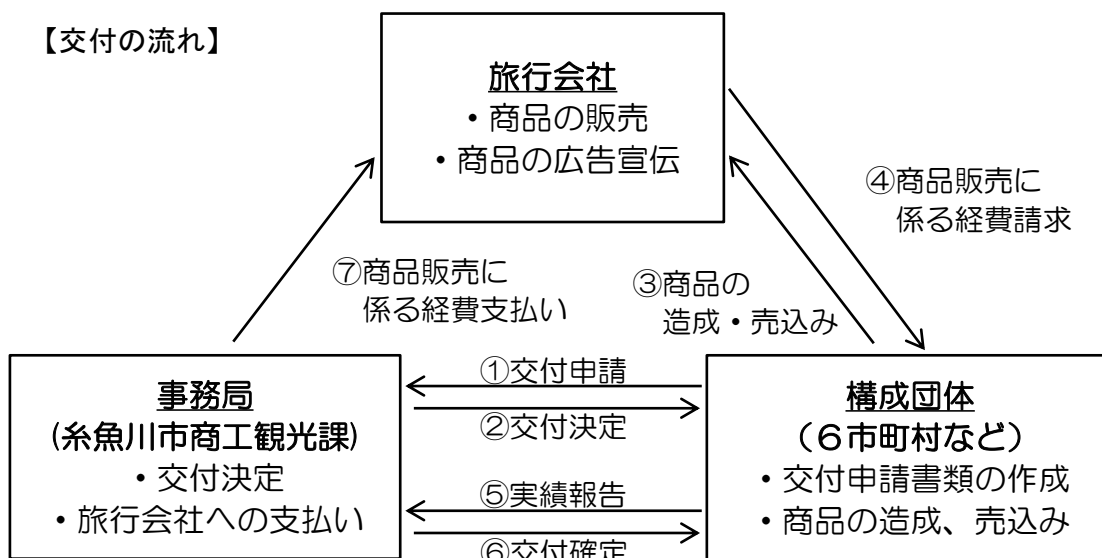 【交付の流れ】
旅行会社
・商品の販売
・商品の広告宣伝
④商品販売に
係る経費請求
⑦商品販売に
係る経費支払い
③商品の
造成・売込み
①交付申請
②交付決定
⑤実績報告
⑥交付確定
事務局
(糸魚川市商工観光課)
・交付決定
・旅行会社への支払い
構成団体
(6市町村など)
・交付申請書類の作成
・商品の造成、売込み